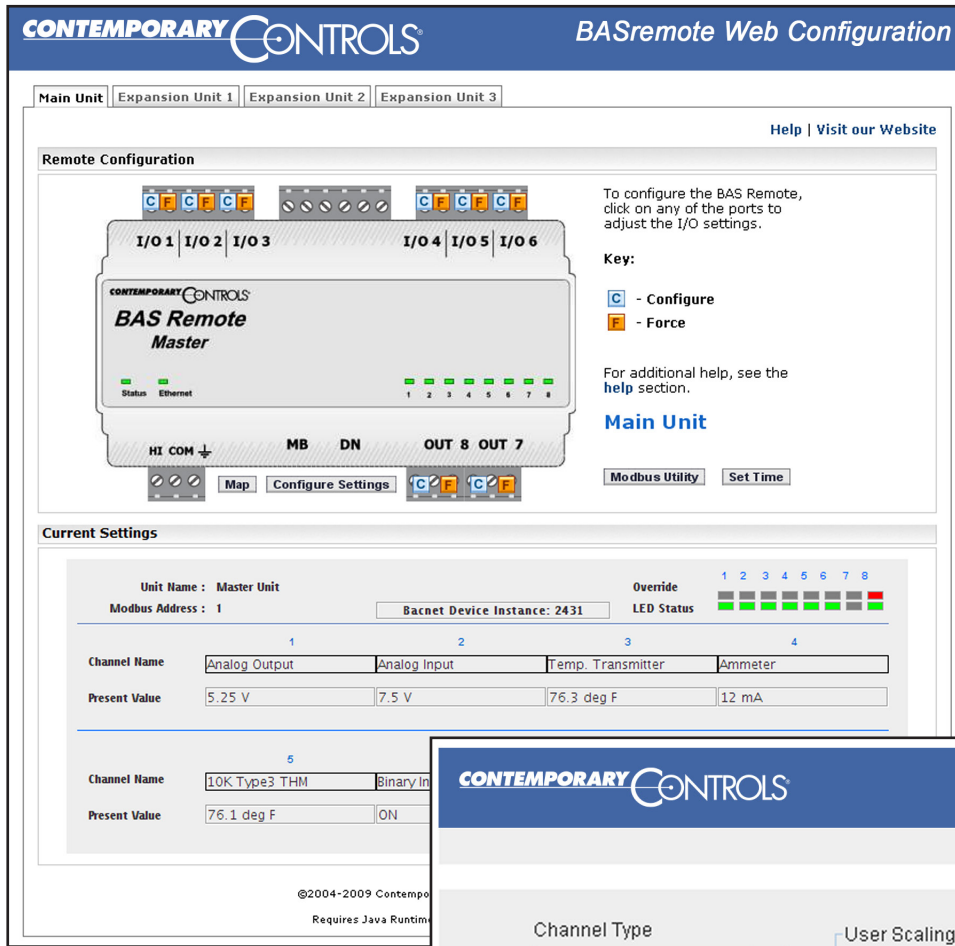 CONTEMPORARY CONTROLS®
BASremote Web Configuration
Main Unit
Expansion Unit 1
Expansion Unit 2
Expansion Unit 3
Help | Visit our Website
Remote Configuration
C F C F C F
C F C F C F
I/O 1 I/O 2 I/O 3
I/O 4 I/O 5 I/O 6
CONTEMPORARY CONTROLS
BAS Remote
Master
Status Ethernet
1 2 3 4 5 6 7 8
HI COM
MB DN
OUT 8 OUT 7
Map
Configure Settings
C F C F
To configure the BAS Remote,
click on any of the ports to
adjust the I/O settings.
Key:
C - Configure
F - Force
For additional help, see the
help section.
Main Unit
Modbus Utility
Set Time
Current Settings
Unit Name : Master Unit
Modbus Address : 1
Bacnet Device Instance: 2431
1 2 3 4 5 6 7 8
Override
LED Status
1 2 3 4
Channel Name Analog Output Analog Input Temp. Transmitter Ammeter
Present Value 5.25 V 7.5 V 76.3 deg F 12 mA
5
Channel Name 10K Type3 THM Binary In
Present Value 76.1 deg F ON
©2004-2009 Contempo
Requires Java Runtim
CONTEMPORARY CONTROLS®
Channel Type
User Scaling